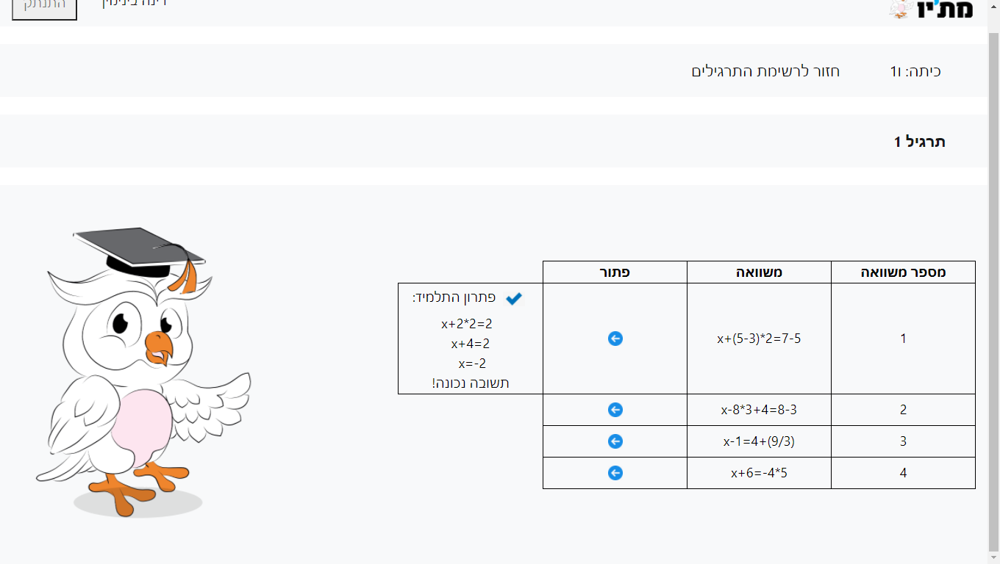 מת'יו
התנתק
כיתה: ו1 חזור לרשימת התרגילים
תרגיל 1
מספר משוואה משוואה פתור
1 x+(5-3)*2=7-5
פתרון התלמיד:
x+2*2=2
x+4=2
x=-2
תשובה נכונה!
2 x-8*3+4=8-3
3 x-1=4+(9/3)
4 x+6=-4*5